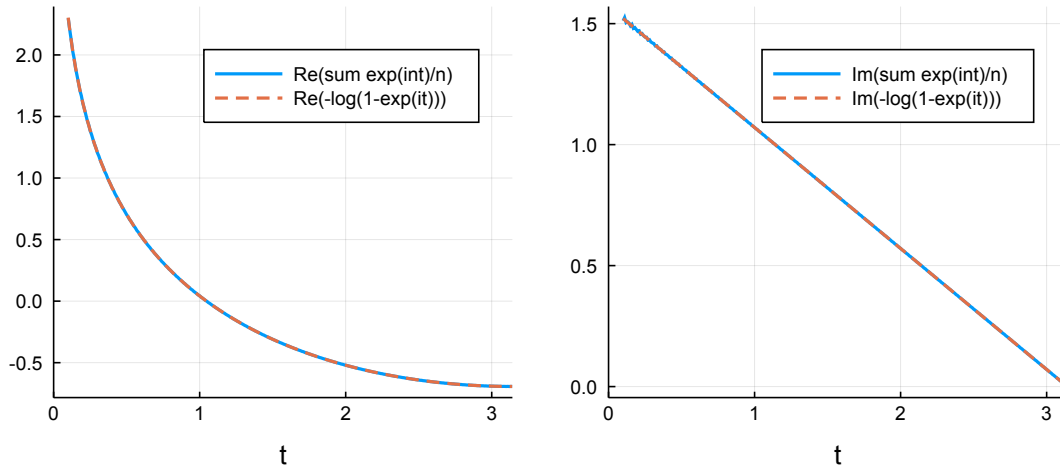 2.0
1.5
1.0
0.5
0.0
-0.5
0 1 2 3
t
Re(sum exp(int)/n)
Re(-log(1-exp(it)))
1.5
1.0
0.5
0.0
0 1 2 3
t
Im(sum exp(int)/n)
Im(-log(1-exp(it)))